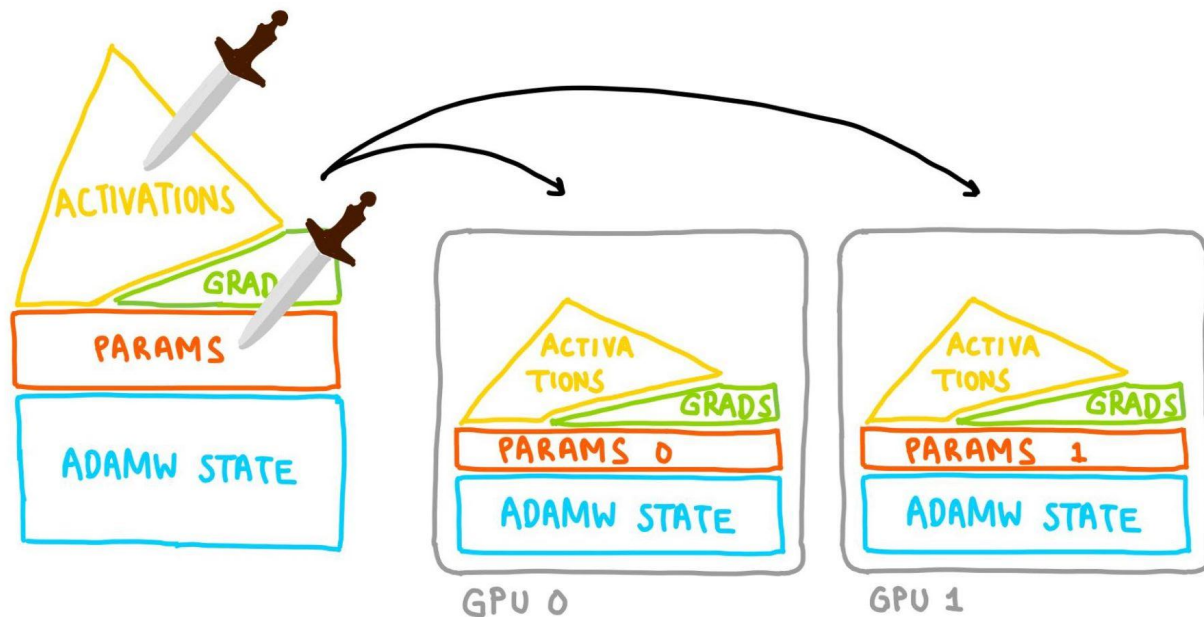 ACTIVATIONS
GRAD
PARAMS
ADAMW STATE
ACTIVA
TIONS
GRADS
PARAMS 0
ADAMW STATE
GPU 0
ACTIVA
TIONS
GRADS
PARAMS 1
ADAMW STATE
GPU 1